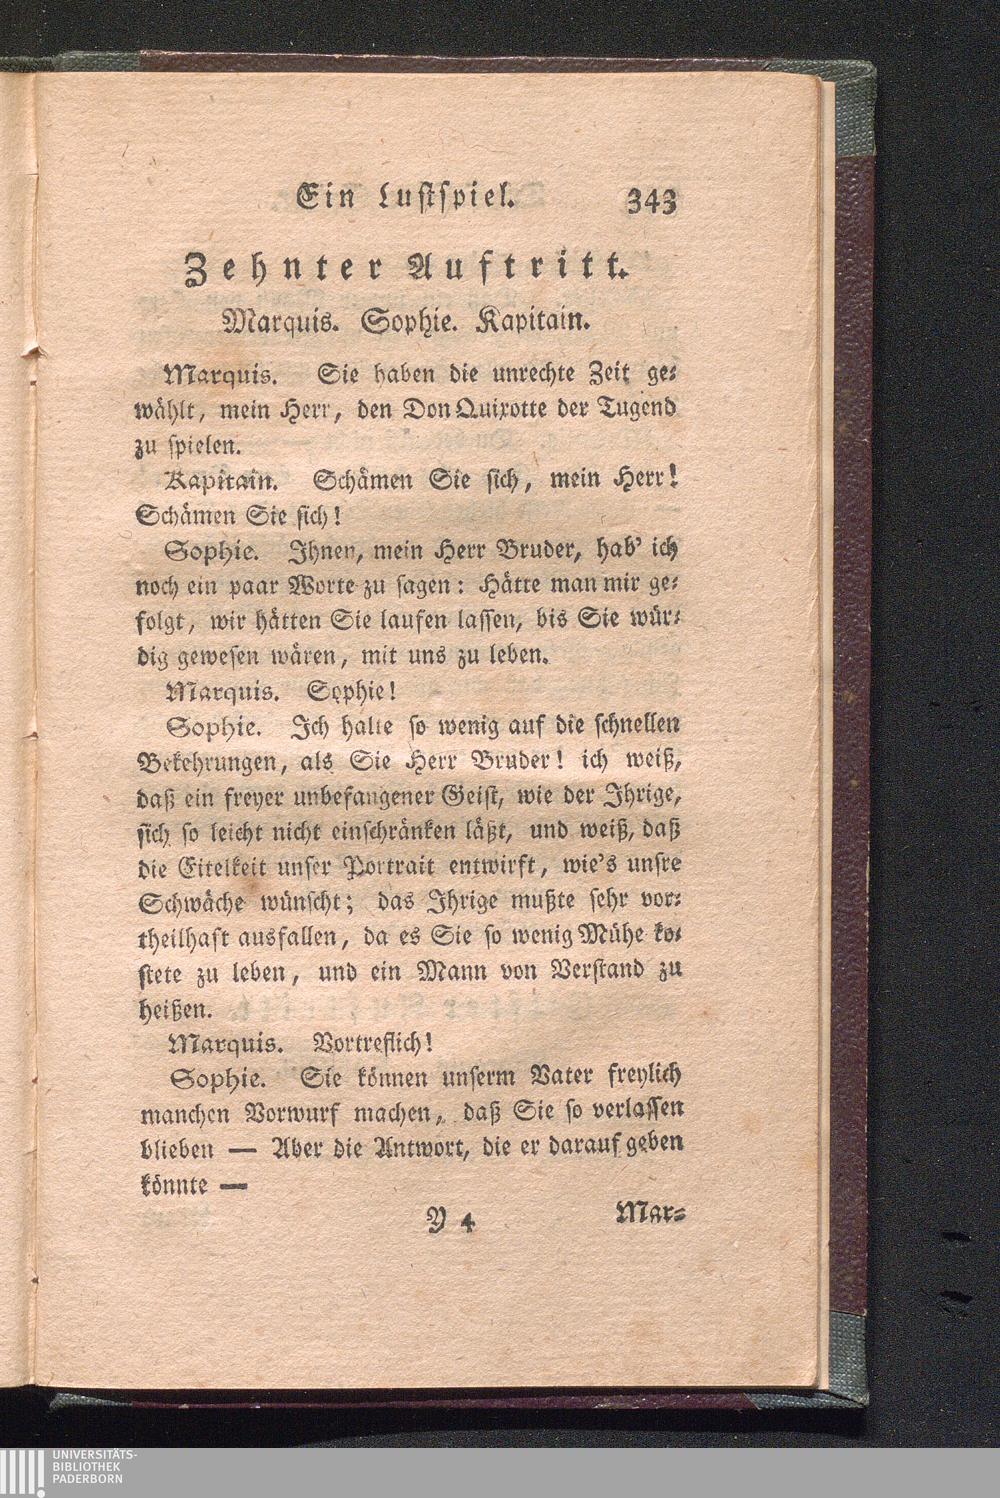 Ein Lustspiel. 343
Zehnter Auftritt.
Marquis. Sophie. Kapitain.
Marquis. Sie haben die unrechte Zeit ge-
wählt, mein Herr, den Don Quixotte der Tugend
zu spielen.
Kapitain. Schämen Sie sich, mein Herr!
Schämen Sie sich!
Sophie. Ihnen, mein Herr Bruder, hab' ich
noch ein paar Worte zu sagen: Hätte man mir ge-
folgt, wir hätten Sie laufen lassen, bis Sie wür-
dig gewesen wären, mit uns zu leben.
Marquis. Sophie!
Sophie. Ich halte so wenig auf die schnellen
Bekehrungen, als Sie Herr Bruder! ich weiß,
daß ein freyer unbefangener Geist, wie der Ihrige,
sich so leicht nicht einschränken läßt, und weiß, daß
die Eitelkeit unser Portrait entwirft, wie's unsre
Schwäche wünscht; das Ihrige mußte sehr vor-
theilhaft ausfallen, da es Sie so wenig Mühe ko-
stete zu leben, und ein Mann von Verstand zu
heißen.
Marquis. Vortreflich!
Sophie. Sie können unserm Vater freylich
manchen Vorwurf machen, daß Sie so verlassen
blieben — Aber die Antwort, die er darauf geben
könnte —
Y 4 Mar-
UNIVERSITÄTS-
BIBLIOTHEK
PADERBORN